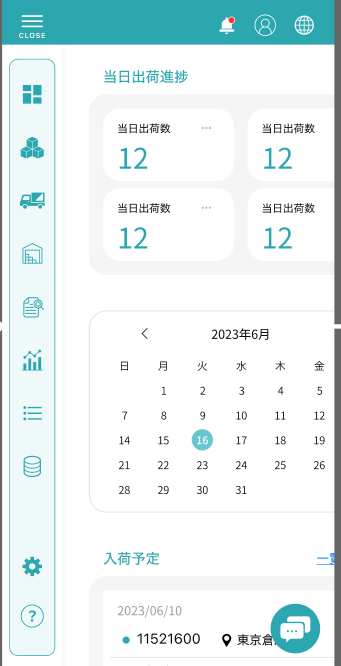 CLOSE
当日出荷進捗
当日出荷数 ... 当日出荷数
12 12
当日出荷数 ... 当日出荷数
12 12
2023年6月
日 月 火 水 木 金
1 2 3 4 5
7 8 9 10 11 12
14 15 16 17 18 19
21 22 23 24 25 26
28 29 30 31
入荷予定
2023/06/10
11521600 東京倉